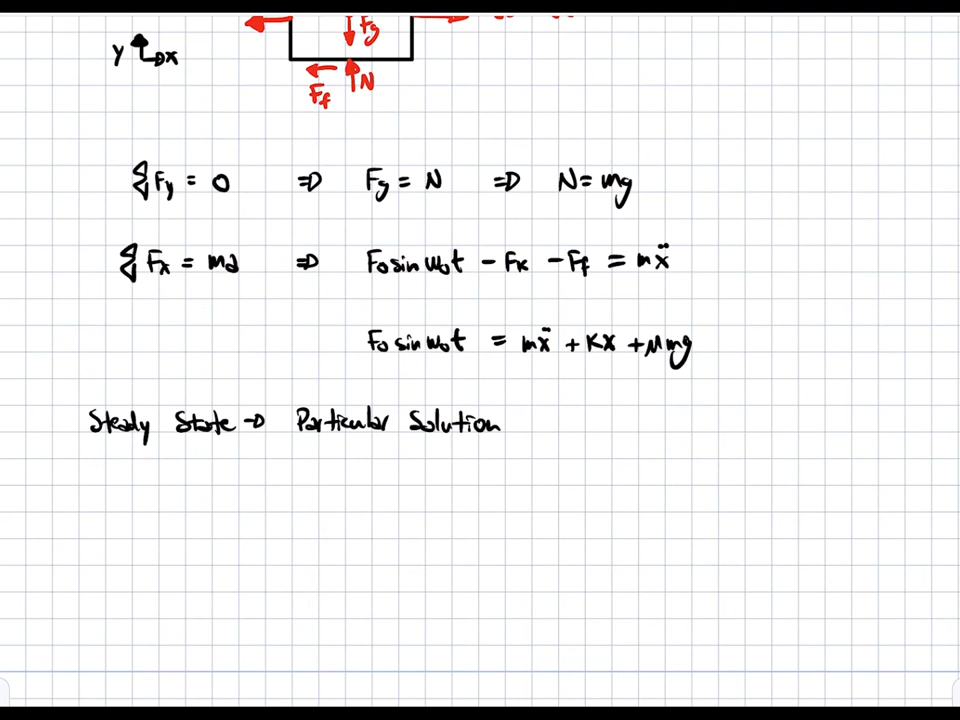 Fg
Y x
Ff N
ΣFy = 0 ⇒ Fg = N ⇒ N = mg
ΣFx = ma ⇒ F0 sin ω0t - FK - Ff = mẍ
F0 sin ω0t = mẍ + Kx + μmg
Steady State → Particular Solution